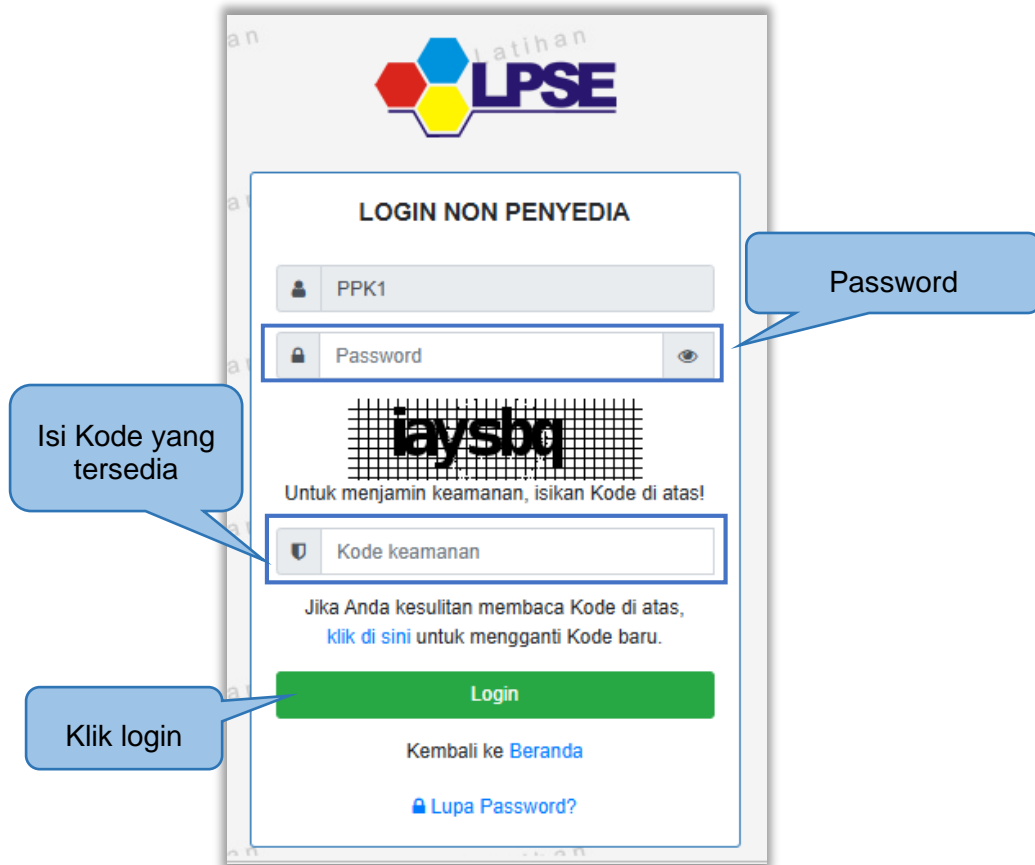 Latihan
LPSE
LOGIN NON PENYEDIA
Password
PPK1
Password
Isi Kode yang
tersedia
iaysbq
Untuk menjamin keamanan, isikan Kode di atas!
Kode keamanan
Jika Anda kesulitan membaca Kode di atas,
klik di sini untuk mengganti Kode baru.
Klik login
Login
Kembali ke Beranda
Lupa Password?